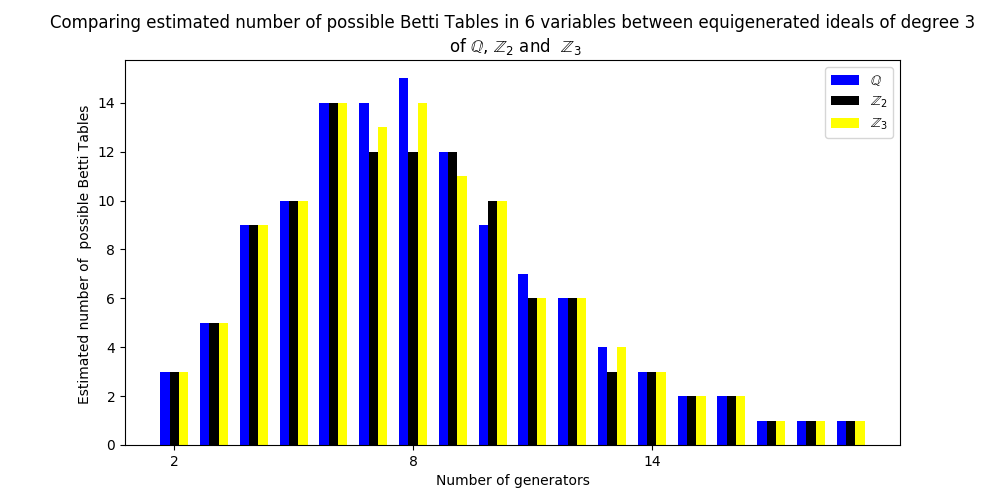 Comparing estimated number of possible Betti Tables in 6 variables between equigenerated ideals of degree 3
of ℚ, ℤ₂ and ℤ₃
ℚ
ℤ₂
ℤ₃
Estimated number of possible Betti Tables
14
12
10
8
6
4
2
0
2 8 14
Number of generators